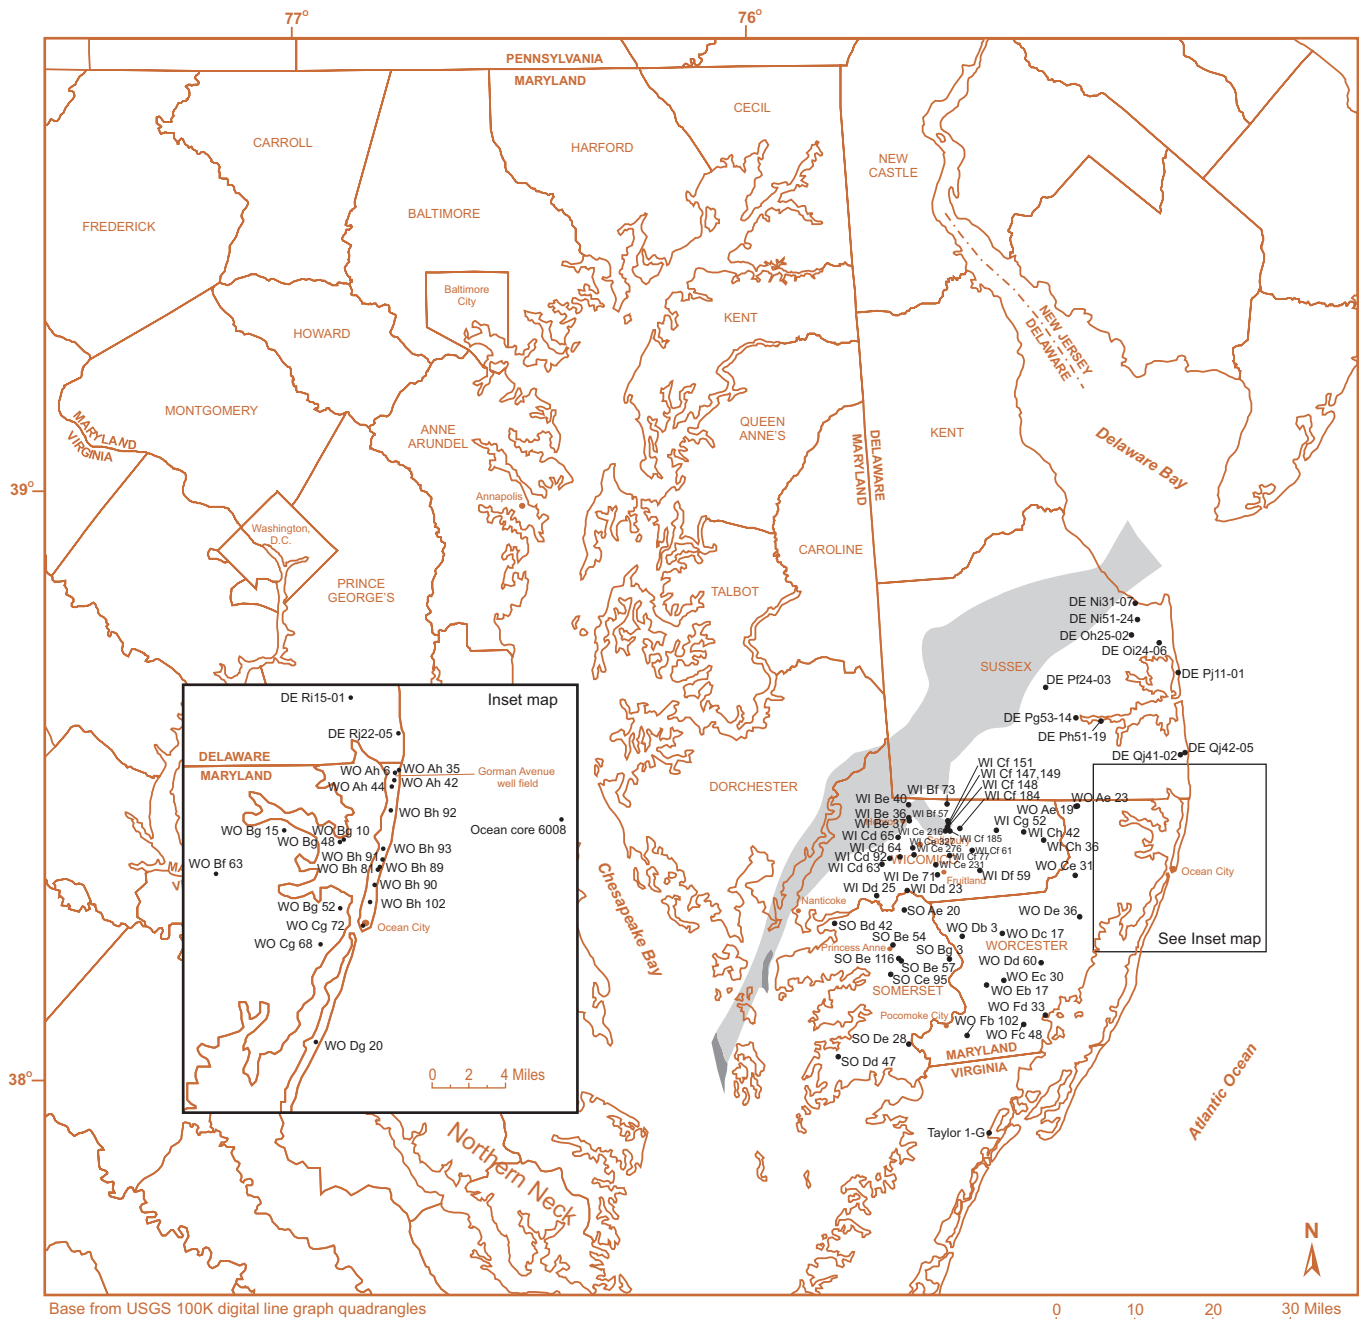 77°
76°
PENNSYLVANIA
MARYLAND
CECIL
CARROLL
HARFORD
NEW
CASTLE
BALTIMORE
FREDERICK
Baltimore
City
KENT
HOWARD
NEW JERSEY
DELAWARE
MONTGOMERY
ANNE
ARUNDEL
QUEEN
ANNE'S
KENT
MARYLAND
VIRGINIA
DELAWARE
MARYLAND
Delaware Bay
39°
Annapolis
Washington,
D.C.
CAROLINE
PRINCE
GEORGE'S
TALBOT
DE Ni31-07
DE Ni51-24
DE Oh25-02
DE Oi24-06
SUSSEX
DE Pj11-01
DE Pf24-03
DE Pg53-14
DE Ph51-19
DE Qj42-05
DE Qj41-02
DORCHESTER
WI Cf 151
WI Cf 147,149
WI Cf 148
WI Cf 184
WI Bf 73
WI Be 40
WI Be 36
WI Bf 57
WI Be 37
WI Cd 65
WI Ce 216
WI Cf 185
WI Ce 327
WI Cd 64
WI Ce 276
WI Cf 61
WI Cf 77
WI Cd 92
WICOMICO
WI Ce 231
WI Cd 63
WI De 71
Fruitland
WI Df 59
WI Dd 25
WI Dd 23
WO Ae 23
WO Ae 19
WI Cg 52
WI Ch 42
WI Ch 36
WO Ce 31
Ocean City
Nanticoke
SO Ae 20
SO Bd 42
WO De 36
WO Db 3
WO Dc 17
SO Be 54
SO Bg 3
WORCESTER
Princess Anne
SO Be 116
SO Be 57
WO Dd 60
SO Ce 95
WO Ec 30
SOMERSET
WO Eb 17
WO Fd 33
Pocomoke City
WO Fb 102
WO Fc 48
SO De 28
MARYLAND
VIRGINIA
SO Dd 47
Taylor 1-G
See Inset map
Chesapeake Bay
Atlantic Ocean
38°
Northern Neck
Inset map
DE Ri15-01
DE Rj22-05
DELAWARE
MARYLAND
WO Ah 6
WO Ah 35
Gorman Avenue
well field
WO Ah 42
WO Ah 44
WO Bh 92
Ocean core 6008
WO Bg 15
WO Bg 10
WO Bg 48
WO Bh 93
WO Bh 91
WO Bf 63
WO Bh 81
WO Bh 89
WO Bh 90
WO Bh 102
WO Bg 52
WO Cg 72
Ocean City
WO Cg 68
WO Dg 20
0 2 4 Miles
N
Base from USGS 100K digital line graph quadrangles
0 10 20 30 Miles